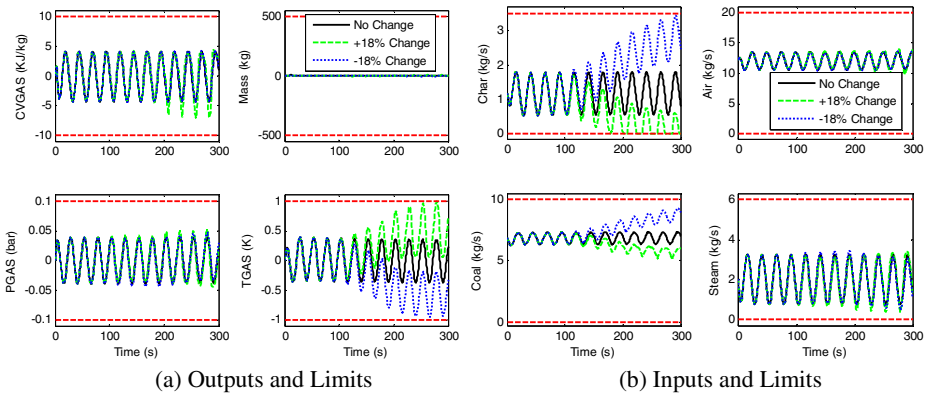 CVGAS (KJ/kg)
10
5
0
-5
-10
0 100 200 300
Mass (kg)
500
0
-500
0 100 200 300
No Change
+18% Change
-18% Change
PGAS (bar)
0.1
0.05
0
-0.05
-0.1
0 100 200 300
Time (s)
TGAS (K)
1
0.5
0
-0.5
-1
0 100 200 300
Time (s)
(a) Outputs and Limits
Char (kg/s)
3
2
1
0
0 100 200 300
Air (kg/s)
20
15
10
5
0
0 100 200 300
No Change
+18% Change
-18% Change
Coal (kg/s)
10
5
0
0 100 200 300
Time (s)
Steam (kg/s)
6
4
2
0
0 100 200 300
Time (s)
(b) Inputs and Limits